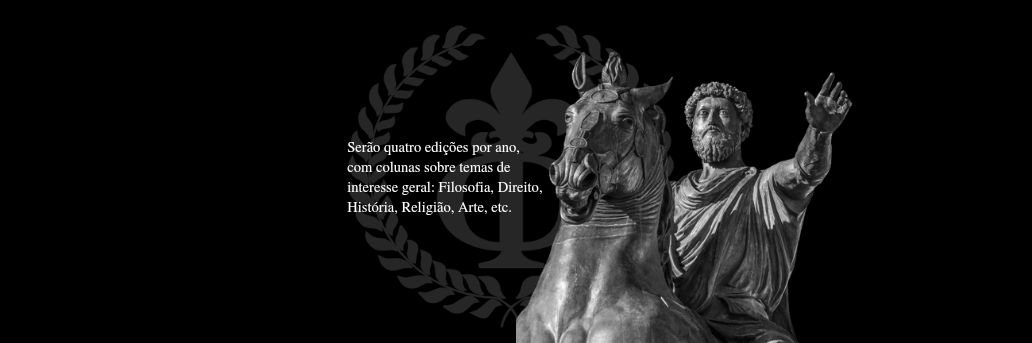 Serão quatro edições por ano,
com colunas sobre temas de
interesse geral: Filosofia, Direito,
História, Religião, Arte, etc.